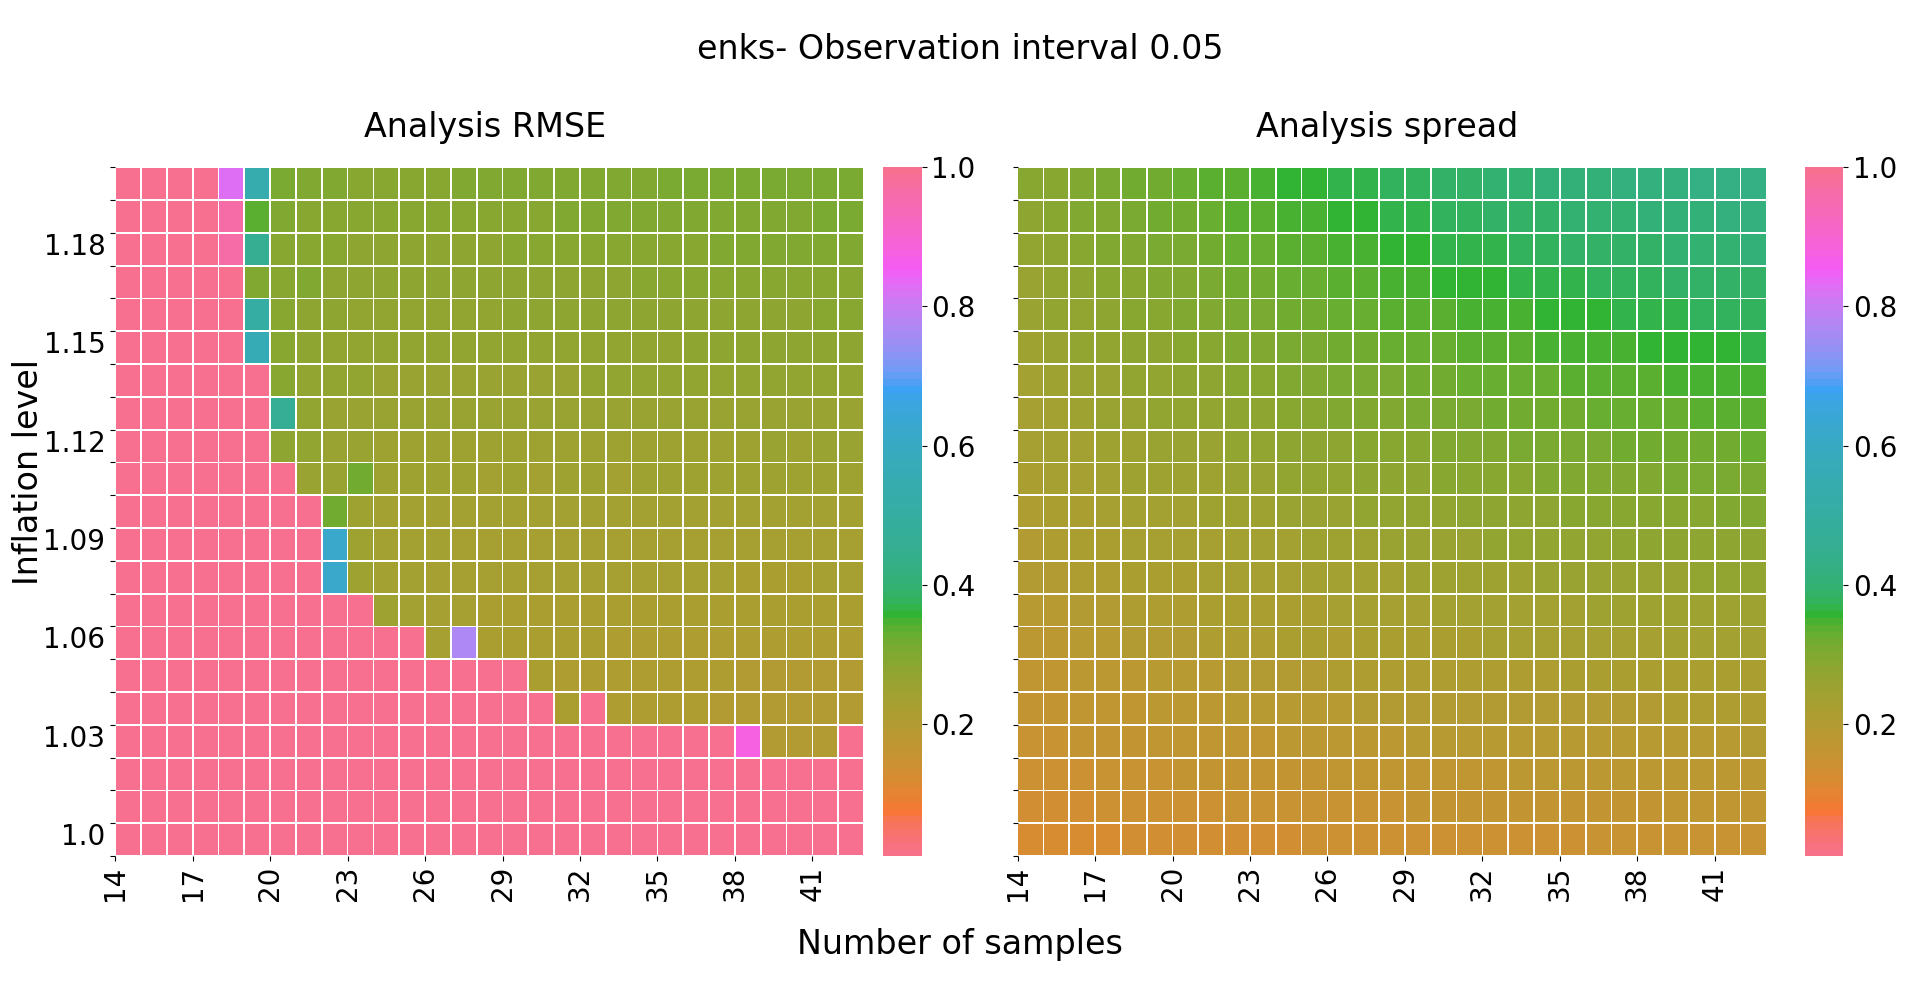 enks- Observation interval 0.05
Analysis RMSE
Analysis spread
Inflation level
1.18
1.15
1.12
1.09
1.06
1.03
1.0
14 17 20 23 26 29 32 35 38 41
1.0
0.8
0.6
0.4
0.2
14 17 20 23 26 29 32 35 38 41
1.0
0.8
0.6
0.4
0.2
Number of samples